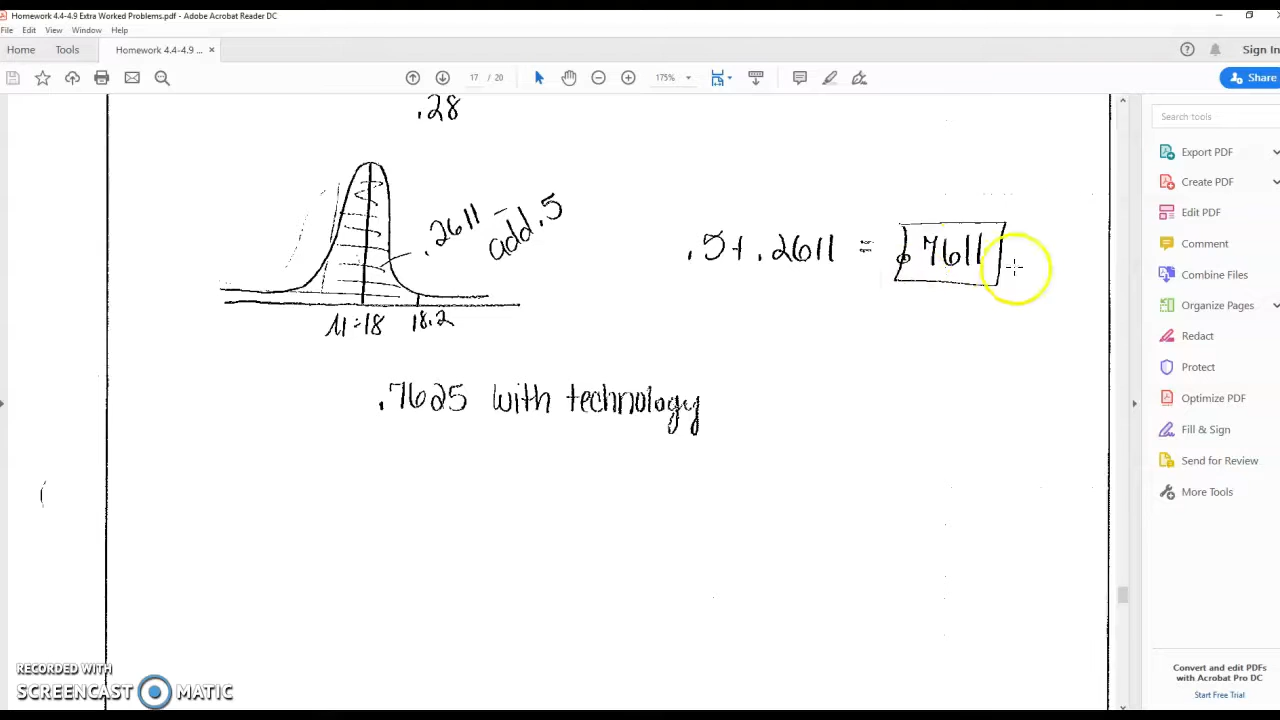 Homework 4.4-4.9 Extra Worked Problems.pdf - Adobe Acrobat Reader DC
File Edit View Window Help
Home Tools Homework 4.4-4.9 ... × Sign In
17 / 20 175% Share
.28
.2611
add .5
.5 + .2611 = .7611
μ=18 18.2
.7625 with technology
Search tools
Export PDF
Create PDF
Edit PDF
Comment
Combine Files
Organize Pages
Redact
Protect
Optimize PDF
Fill & Sign
Send for Review
More Tools
Convert and edit PDFs
with Acrobat Pro DC
Start Free Trial
RECORDED WITH
SCREENCAST MATIC